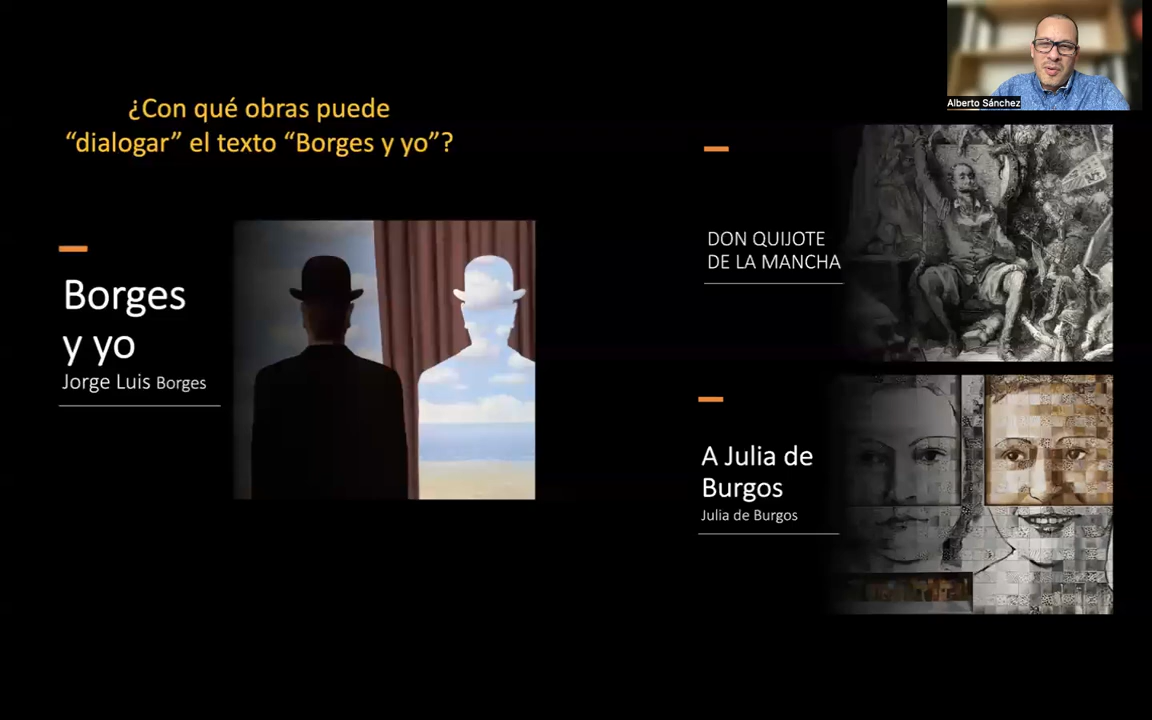 ¿Con qué obras puede
“dialogar” el texto “Borges y yo”?
Borges
y yo
Jorge Luis Borges
Alberto Sánchez
DON QUIJOTE
DE LA MANCHA
A Julia de
Burgos
Julia de Burgos